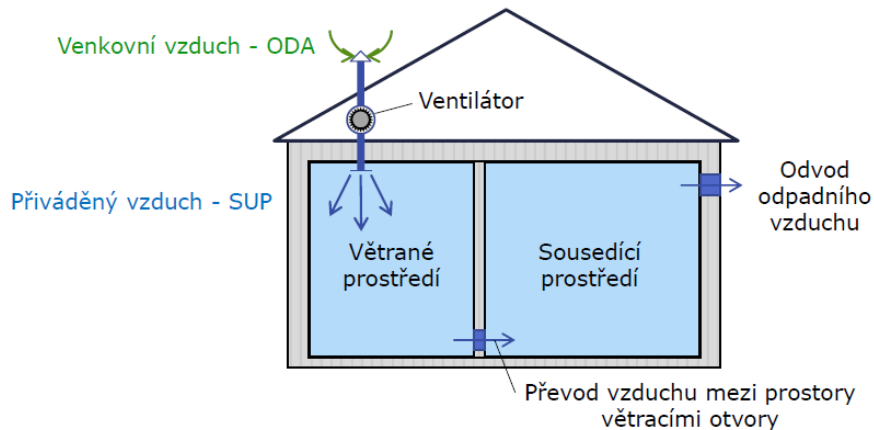 Venkovní vzduch - ODA
Ventilátor
Přiváděný vzduch - SUP
Odvod
odpadního
vzduchu
Větrané
prostředí
Sousedící
prostředí
Převod vzduchu mezi prostory
větracími otvory